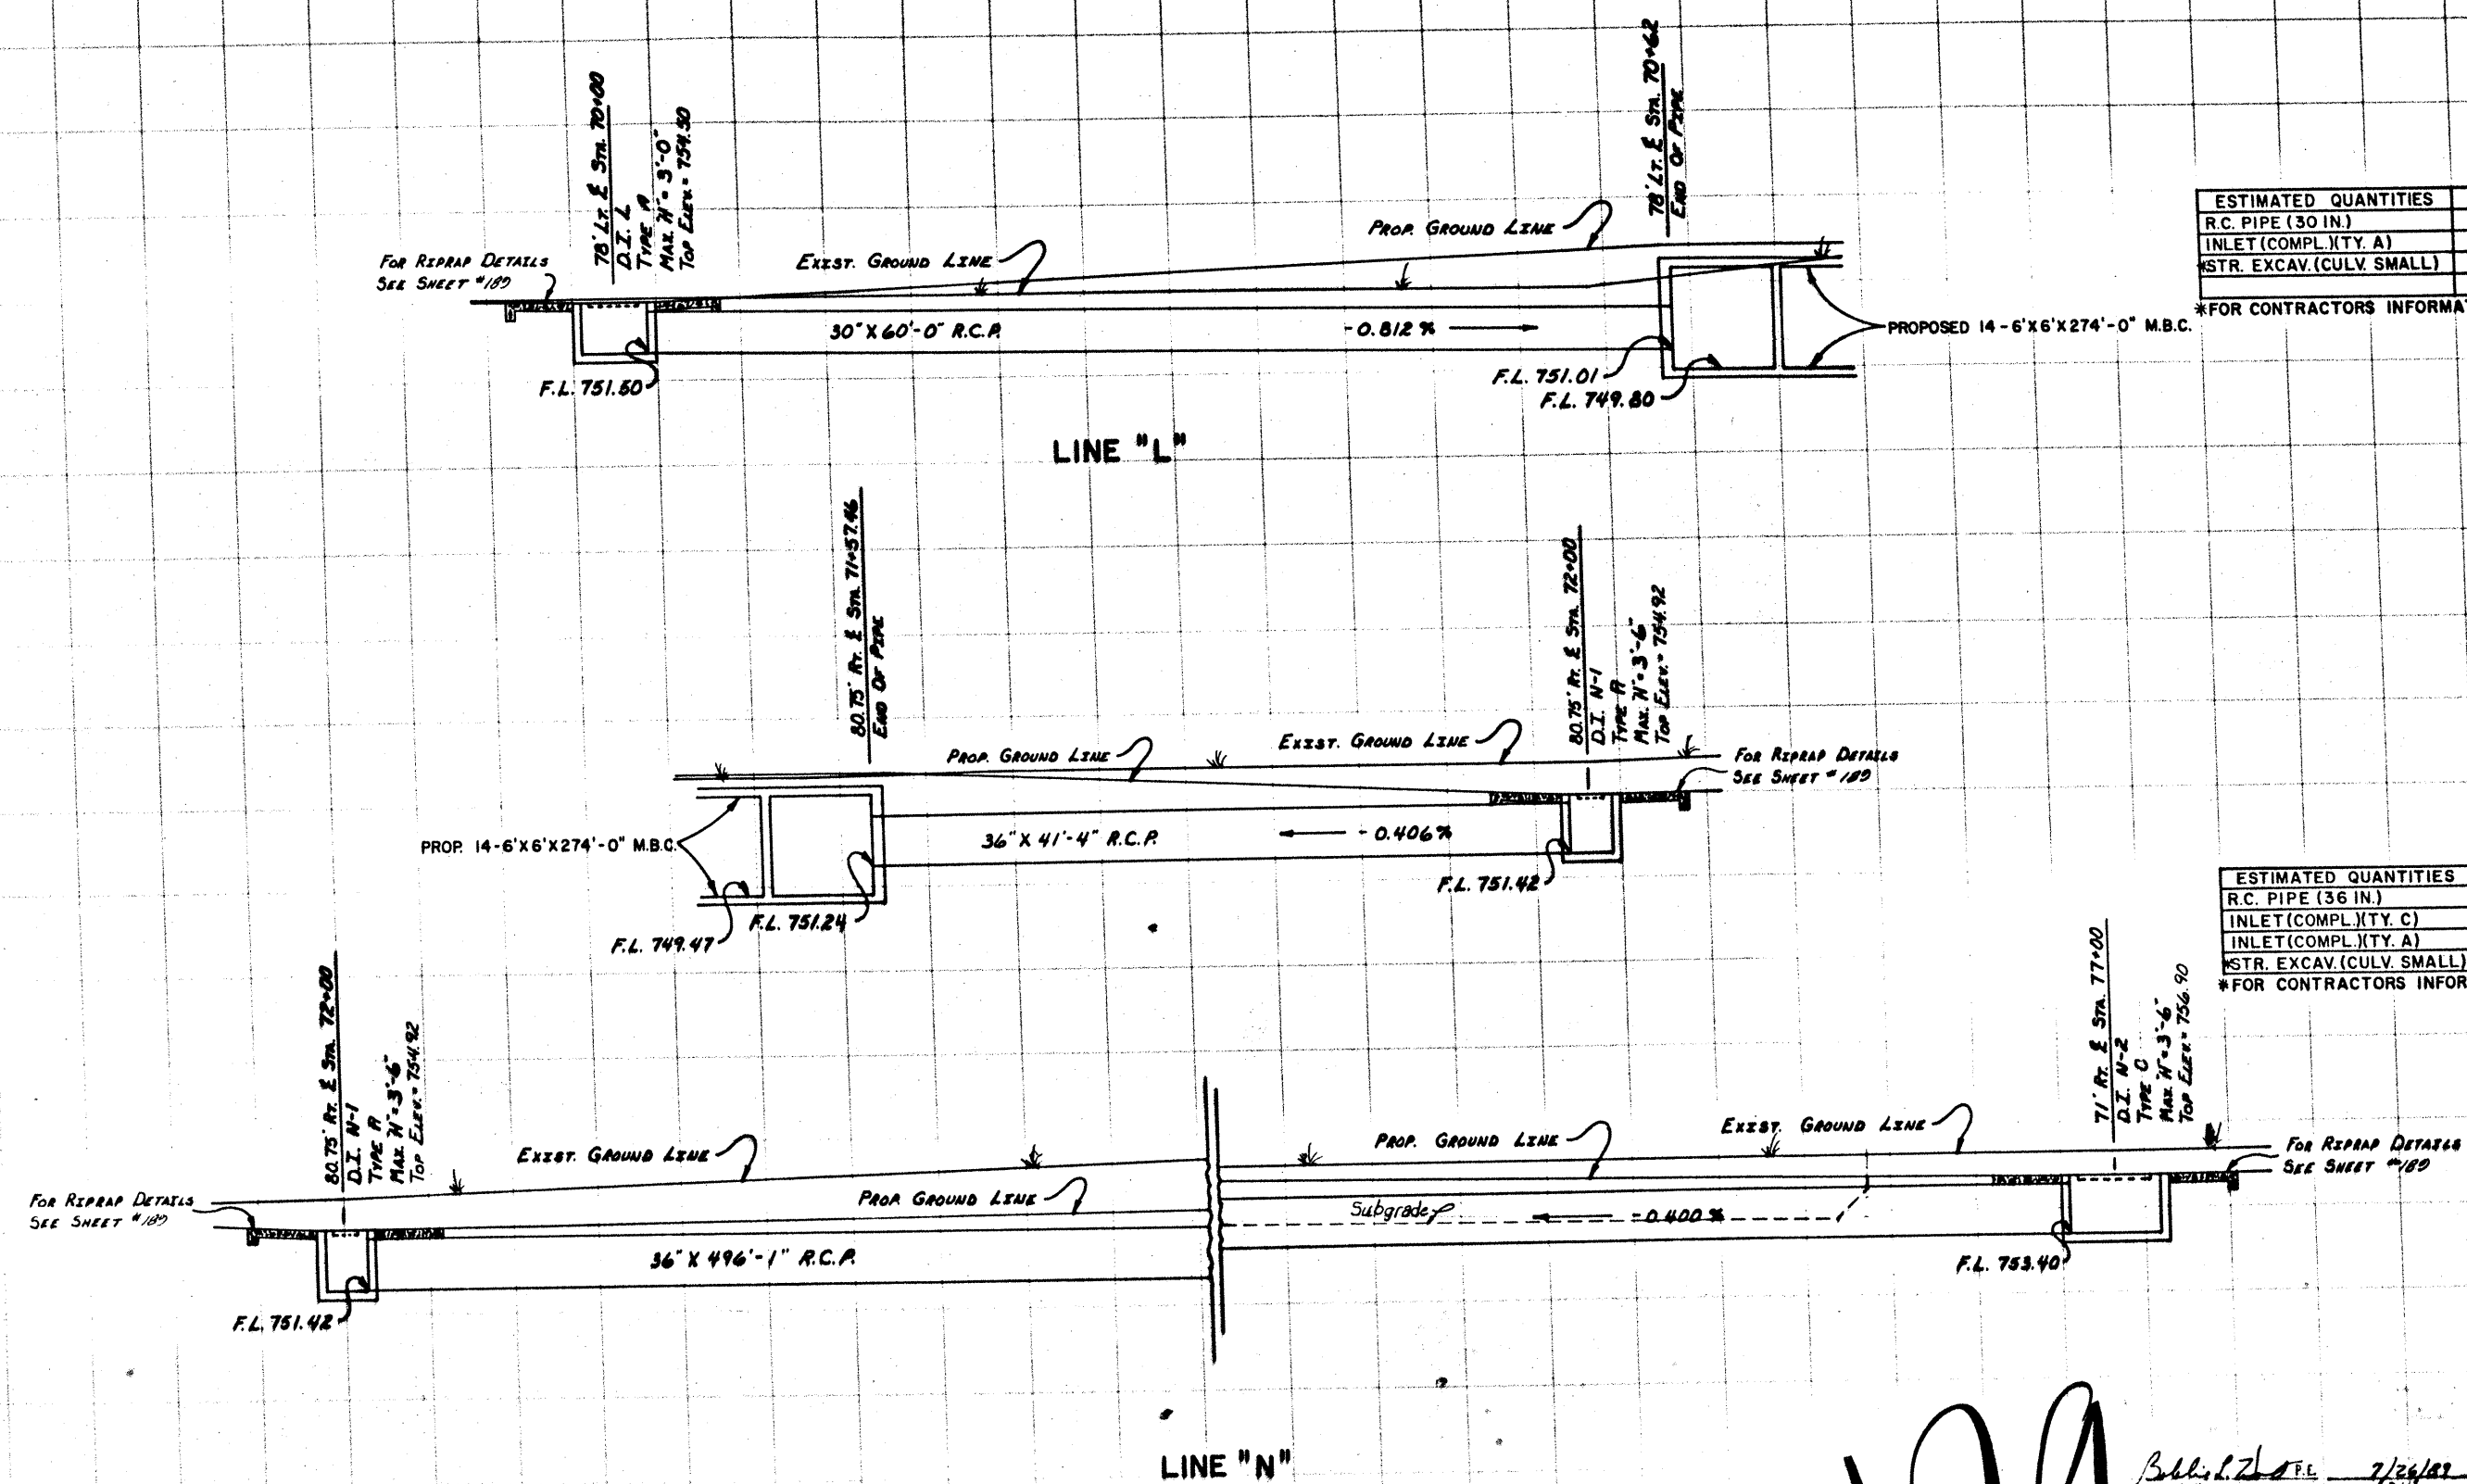 78' LT. ℄ STA. 70+00
D.I. L
TYPE A
MAX. "H" = 3'-0"
TOP ELEV. = 754.50
78' LT. ℄ STA. 70+62
END OF PIPE
FOR RIPRAP DETAILS
SEE SHEET #189
EXIST. GROUND LINE
PROP. GROUND LINE
30" X 60'-0" R.C.P.
-0.812 %
PROPOSED 14-6'X6'X274'-0" M.B.C.
F.L. 751.50
F.L. 751.01
F.L. 749.80
LINE "L"
ESTIMATED QUANTITIES
R.C. PIPE (30 IN.)
INLET (COMPL.)(TY. A)
*STR. EXCAV. (CULV. SMALL)
*FOR CONTRACTORS INFORMA
80.75' RT. ℄ STA. 71+57.46
END OF PIPE
80.75' RT. ℄ STA. 72+00
D.I. N-1
TYPE A
MAX. "H" = 3'-6"
TOP ELEV. = 754.92
PROP. GROUND LINE
EXIST. GROUND LINE
FOR RIPRAP DETAILS
SEE SHEET #189
PROP. 14-6'X6'X274'-0" M.B.C.
36" X 41'-4" R.C.P.
-0.406%
F.L. 751.42
F.L. 751.24
F.L. 749.47
ESTIMATED QUANTITIES
R.C. PIPE (36 IN.)
INLET (COMPL.)(TY. C)
INLET (COMPL.)(TY. A)
*STR. EXCAV. (CULV. SMALL)
*FOR CONTRACTORS INFOR
80.75' RT. ℄ STA. 72+00
D.I. N-1
TYPE A
MAX. "H" = 3'-6"
TOP ELEV. = 754.92
71' RT. ℄ STA. 77+00
D.I. N-2
TYPE C
MAX. "H" = 3'-6"
TOP ELEV. = 756.90
FOR RIPRAP DETAILS
SEE SHEET #189
EXIST. GROUND LINE
PROP. GROUND LINE
PROP. GROUND LINE
EXIST. GROUND LINE
FOR RIPRAP DETAILS
SEE SHEET #189
Subgrade
-0.400 %
36" X 496'-1" R.C.P.
F.L. 751.42
F.L. 753.40
LINE "N"
P.E. 7/26/89